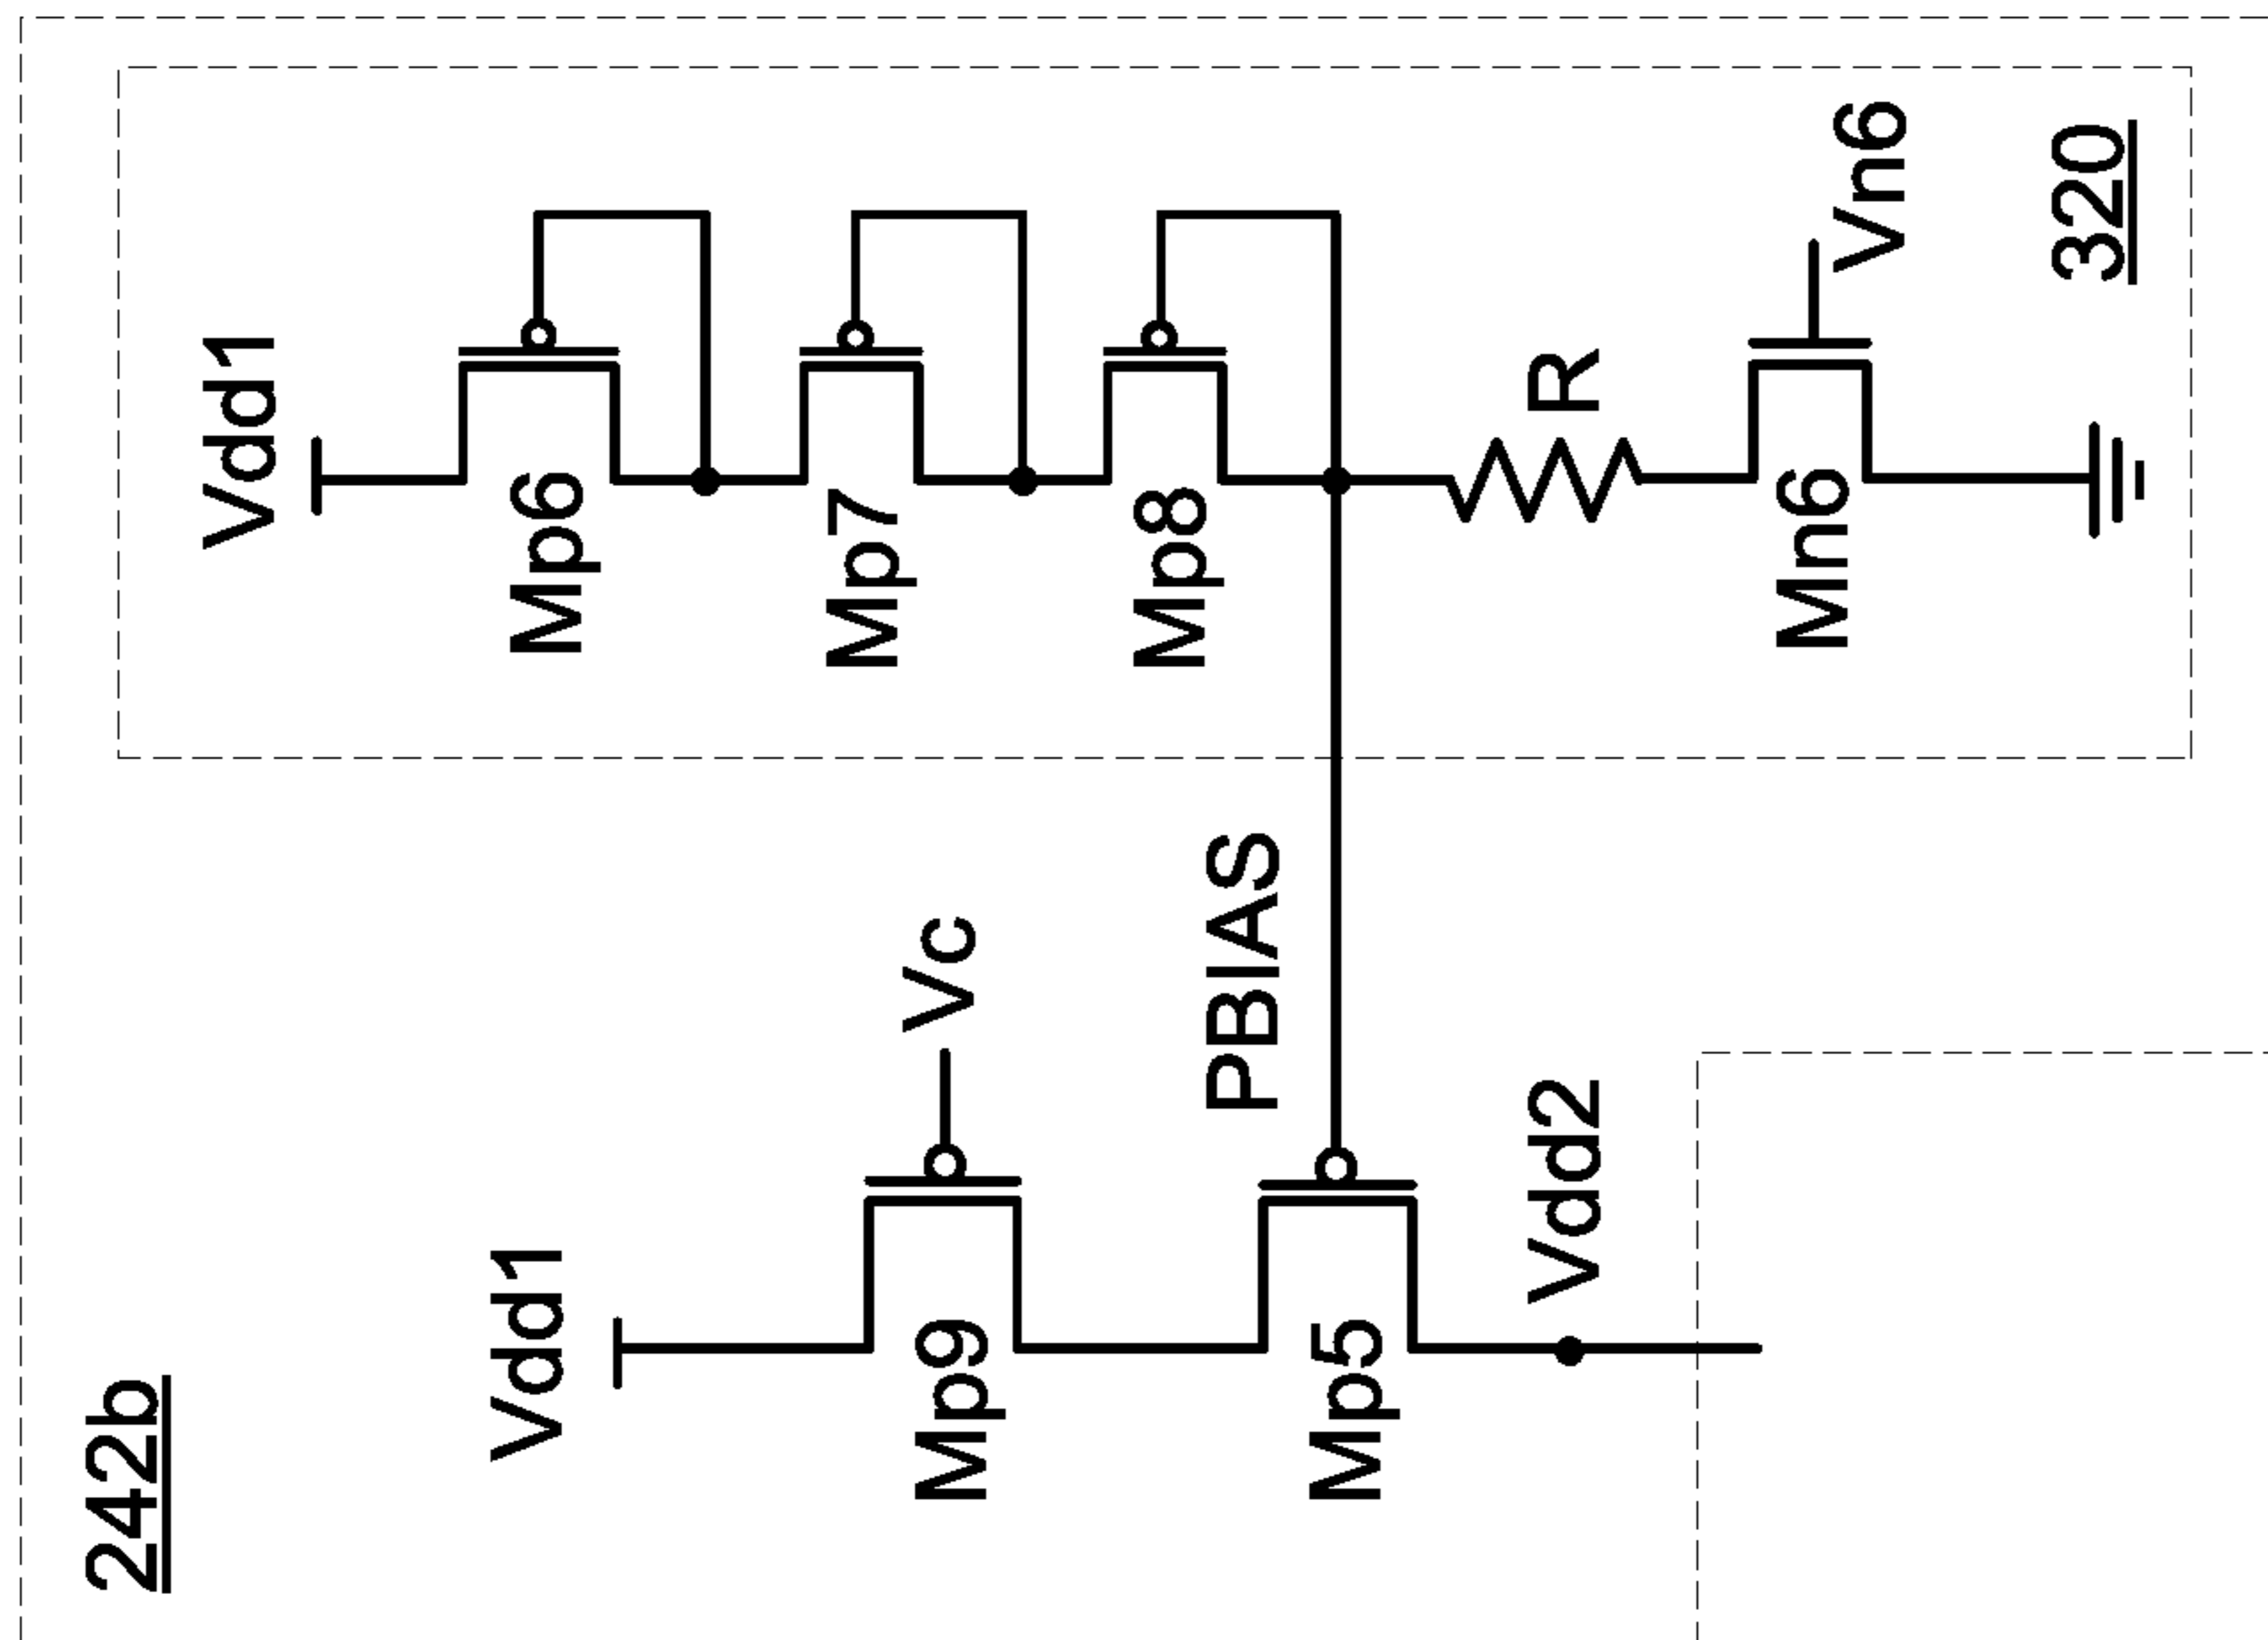 242b
Vdd1
Vdd1
Mp6
Mp9
Vc
Mp7
PBIAS
Mp8
Mp5
Vdd2
R
Mn6
Vn6
320